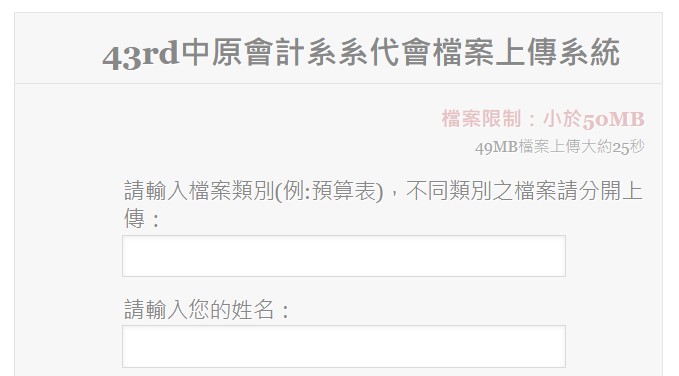 43rd中原會計系系代會檔案上傳系統
檔案限制：小於50MB
49MB檔案上傳大約25秒
請輸入檔案類別(例:預算表)，不同類別之檔案請分開上
傳：
請輸入您的姓名：